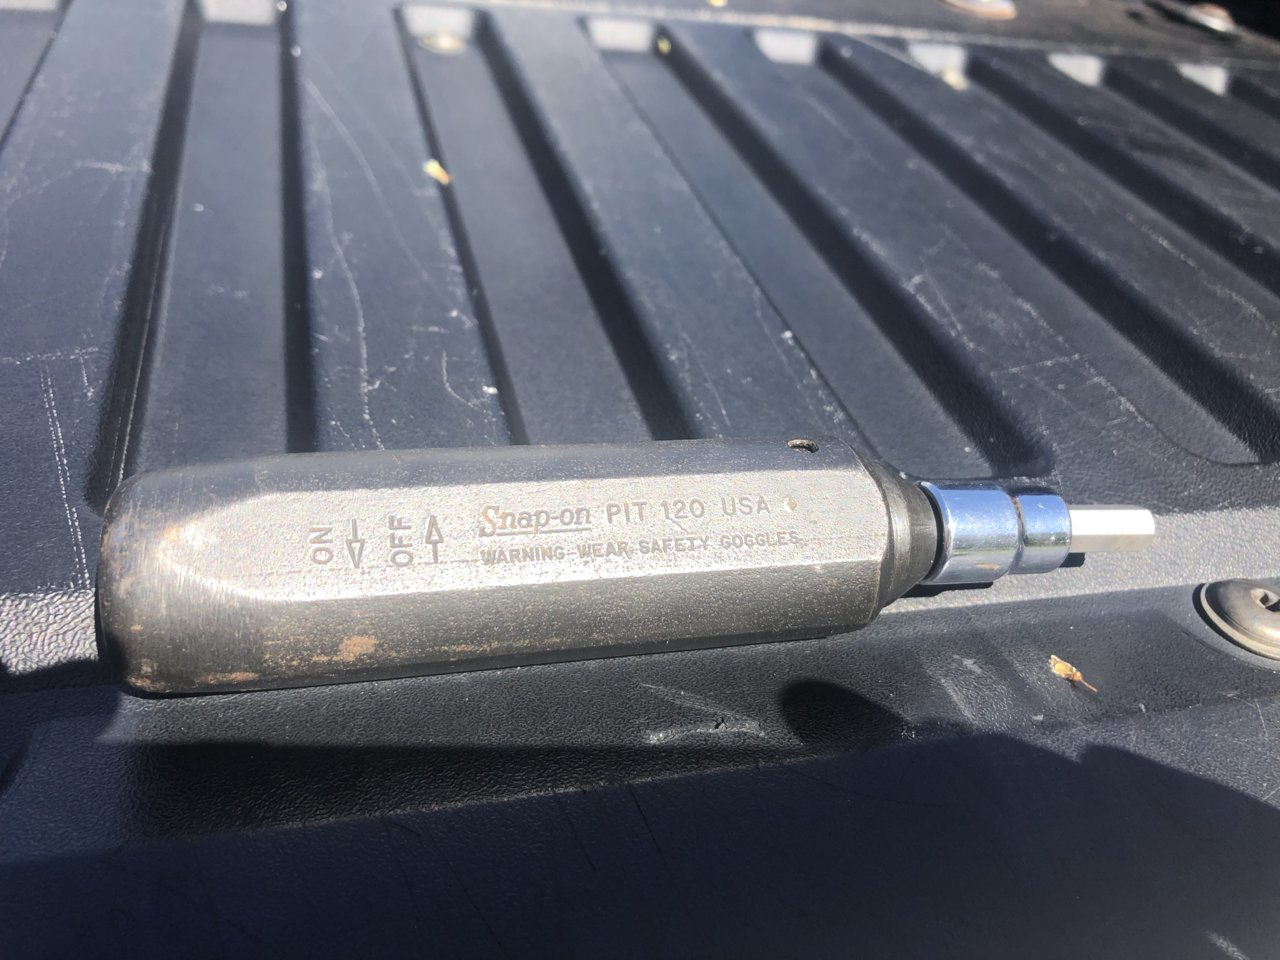 ON
OFF
Snap-on PIT 120 USA
WARNING WEAR SAFETY GOGGLES